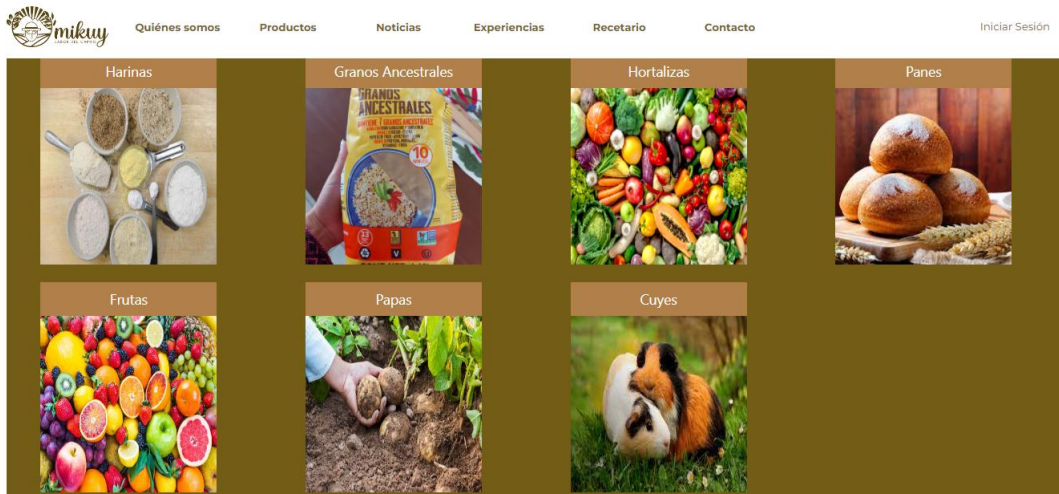 mikuy
Quiénes somos
Productos
Noticias
Experiencias
Recetario
Contacto
Iniciar Sesión
Harinas
Granos Ancestrales
Hortalizas
Panes
GRANOS
ANCESTRALES
10
Frutas
Papas
Cuyes